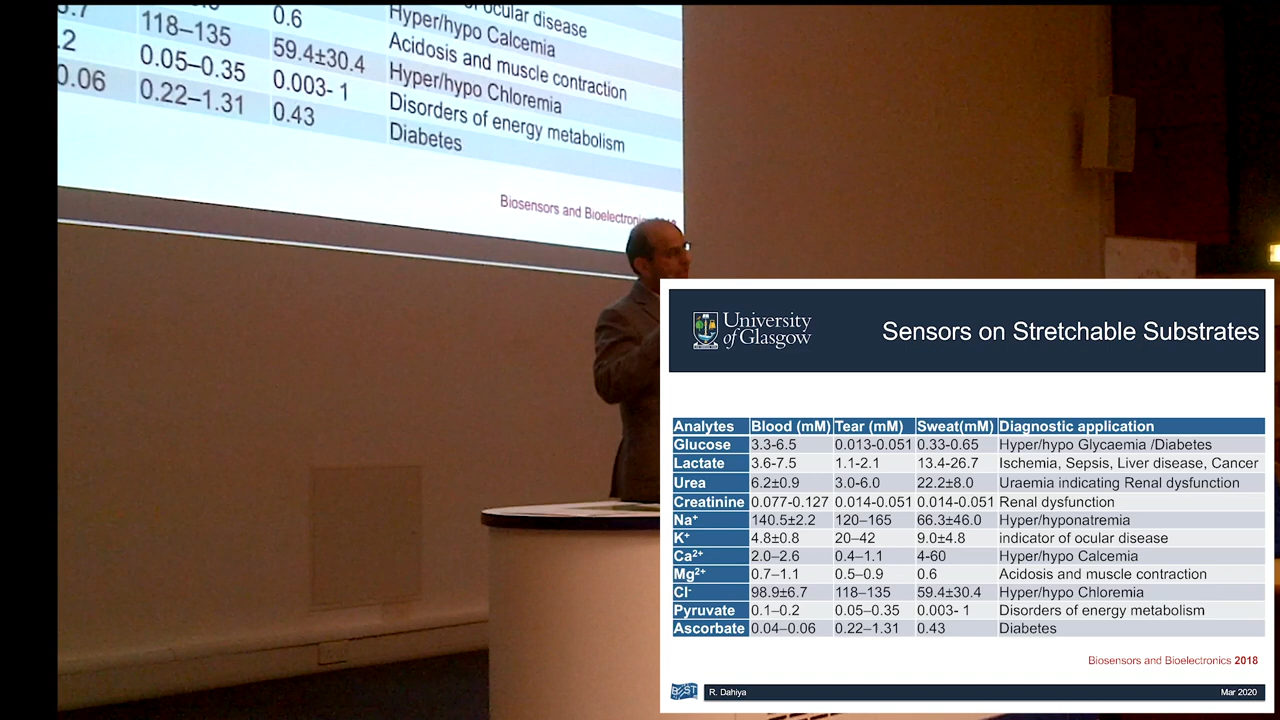 0.6 ocular disease
118–135 Hyper/hypo Calcemia
.2 59.4±30.4 Acidosis and muscle contraction
0.05–0.35 Hyper/hypo Chloremia
0.06 0.003- 1 Disorders of energy metabolism
0.22–1.31 0.43 Diabetes
Biosensors and
University
of Glasgow
Sensors on Stretchable Substrates
Analytes Blood (mM) Tear (mM) Sweat(mM) Diagnostic application
Glucose 3.3-6.5 0.013-0.051 0.33-0.65 Hyper/hypo Glycaemia /Diabetes
Lactate 3.6-7.5 1.1-2.1 13.4-26.7 Ischemia, Sepsis, Liver disease, Cancer
Urea 6.2±0.9 3.0-6.0 22.2±8.0 Uraemia indicating Renal dysfunction
Creatinine 0.077-0.127 0.014-0.051 0.014-0.051 Renal dysfunction
Na⁺ 140.5±2.2 120–165 66.3±46.0 Hyper/hyponatremia
K⁺ 4.8±0.8 20–42 9.0±4.8 indicator of ocular disease
Ca²⁺ 2.0–2.6 0.4–1.1 4-60 Hyper/hypo Calcemia
Mg²⁺ 0.7–1.1 0.5–0.9 0.6 Acidosis and muscle contraction
Cl⁻ 98.9±6.7 118–135 59.4±30.4 Hyper/hypo Chloremia
Pyruvate 0.1–0.2 0.05–0.35 0.003- 1 Disorders of energy metabolism
Ascorbate 0.04–0.06 0.22–1.31 0.43 Diabetes
Biosensors and Bioelectronics 2018
R. Dahiya
Mar 2020